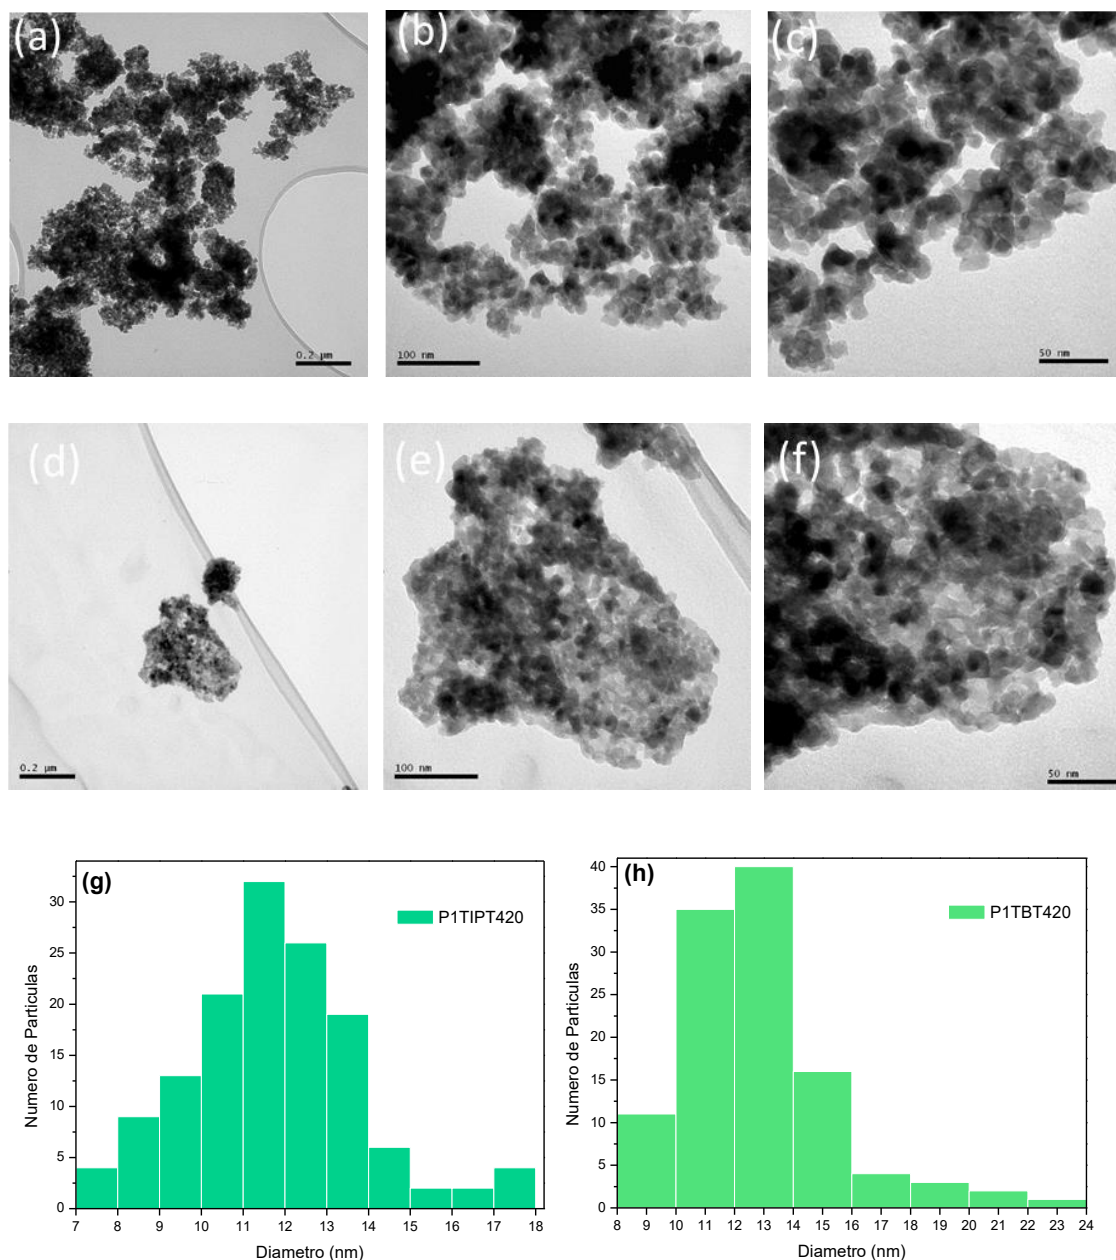 (a)
(b)
(c)
0.2 µm
100 nm
50 nm
(d)
(e)
(f)
0.2 µm
100 nm
50 nm
(g)
P1TIPT420
Numero de Particulas
30
25
20
15
10
5
0
7 8 9 10 11 12 13 14 15 16 17 18
Diametro (nm)
(h)
P1TBT420
Numero de Particulas
40
35
30
25
20
15
10
5
0
8 9 10 11 12 13 14 15 16 17 18 19 20 21 22 23 24
Diametro (nm)